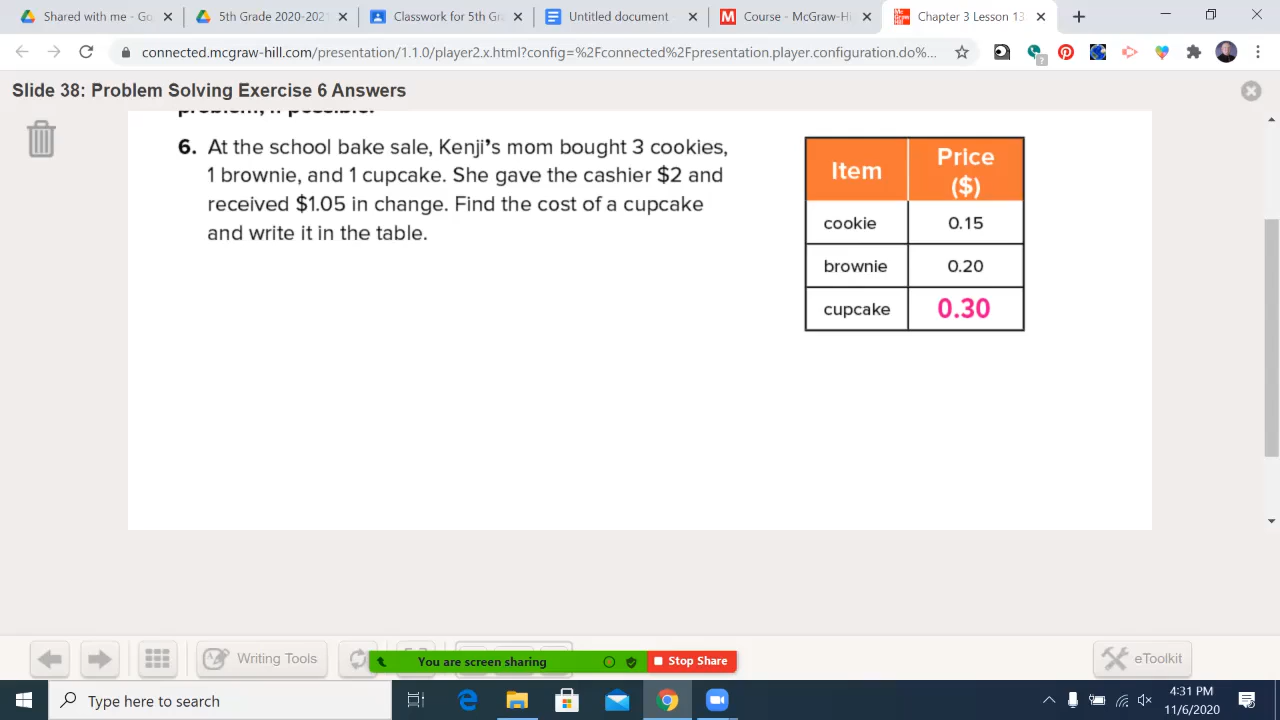 Shared with me - Go
5th Grade 2020-2021
Classwork for 5th Gr
Untitled document
Course - McGraw-Hi
Chapter 3 Lesson 13
connected.mcgraw-hill.com/presentation/1.1.0/player2.x.html?config=%2Fconnected%2Fpresentation.player.configuration.do%...
Slide 38: Problem Solving Exercise 6 Answers
problem, if possible.
6. At the school bake sale, Kenji's mom bought 3 cookies,
1 brownie, and 1 cupcake. She gave the cashier $2 and
received $1.05 in change. Find the cost of a cupcake
and write it in the table.
Item Price ($)
cookie 0.15
brownie 0.20
cupcake 0.30
Writing Tools
You are screen sharing
Stop Share
eToolkit
Type here to search
4:31 PM
11/6/2020